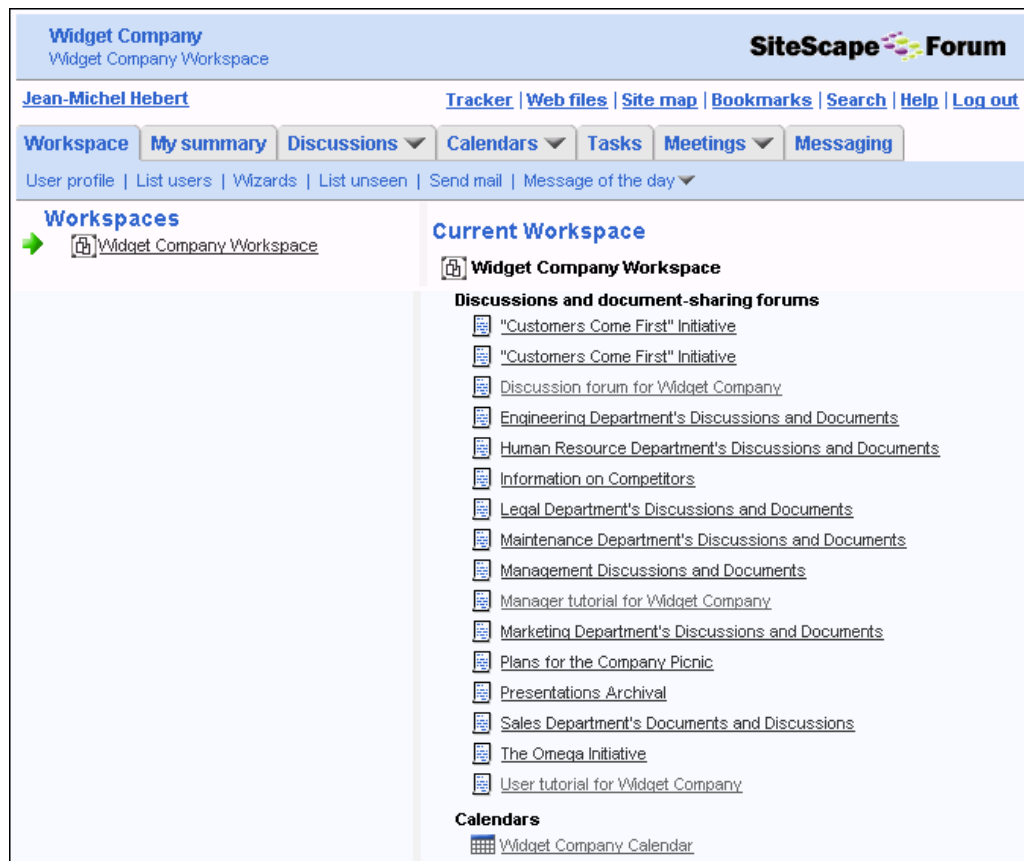 Widget Company
Widget Company Workspace
SiteScape Forum
Jean-Michel Hebert
Tracker | Web files | Site map | Bookmarks | Search | Help | Log out
Workspace My summary Discussions Calendars Tasks Meetings Messaging
User profile | List users | Wizards | List unseen | Send mail | Message of the day
Workspaces
Widget Company Workspace
Current Workspace
Widget Company Workspace
Discussions and document-sharing forums
"Customers Come First" Initiative
"Customers Come First" Initiative
Discussion forum for Widget Company
Engineering Department's Discussions and Documents
Human Resource Department's Discussions and Documents
Information on Competitors
Legal Department's Discussions and Documents
Maintenance Department's Discussions and Documents
Management Discussions and Documents
Manager tutorial for Widget Company
Marketing Department's Discussions and Documents
Plans for the Company Picnic
Presentations Archival
Sales Department's Documents and Discussions
The Omega Initiative
User tutorial for Widget Company
Calendars
Widget Company Calendar